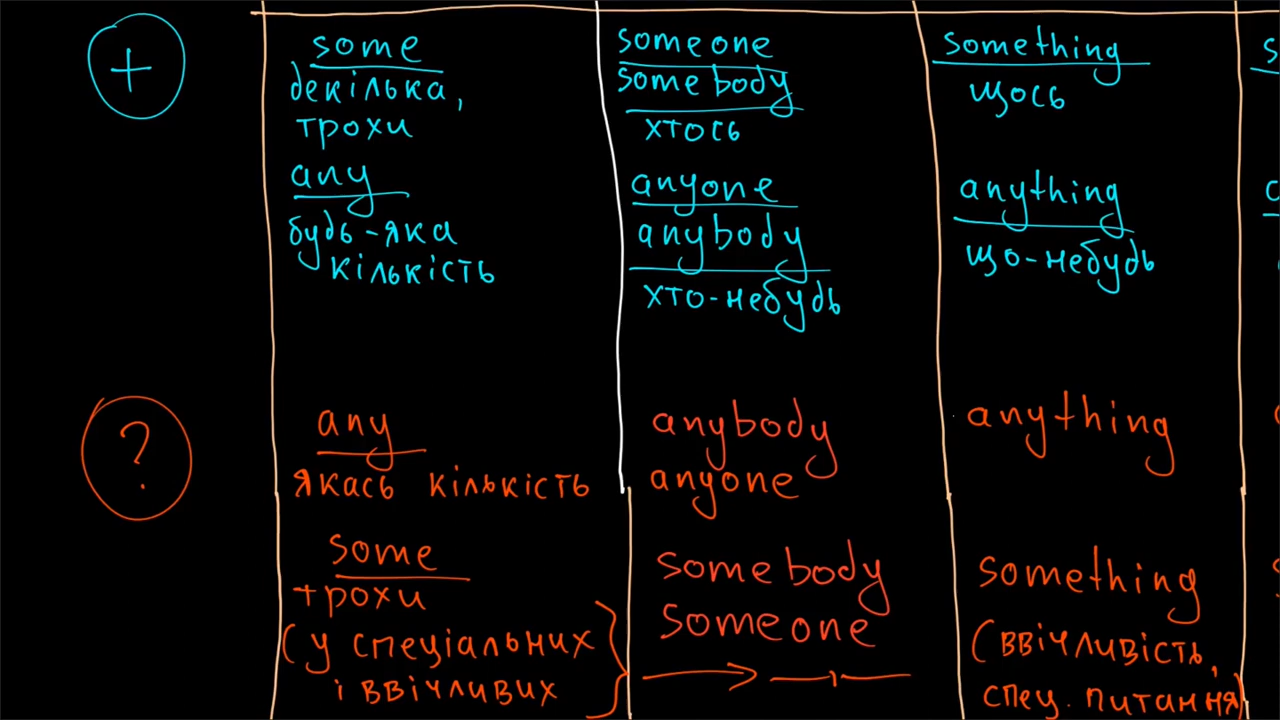 +
some
декілька,
трохи
any
будь-яка
кількість
someone
somebody
хтось
anyone
anybody
хто-небудь
something
щось
anything
що-небудь
?
any
якась кількість
some
трохи
(у спеціальних
і ввічливих
anybody
anyone
somebody
someone
anything
something
(ввічливість,
спец. питання)